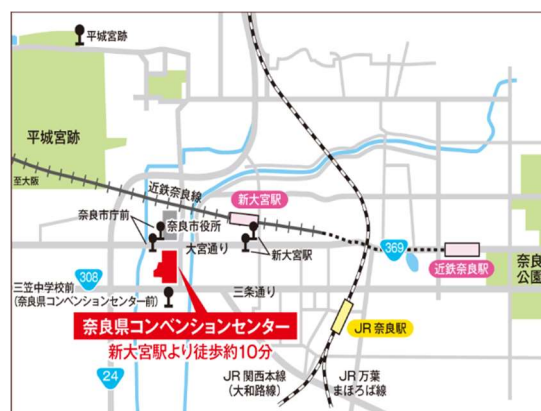 平城宮跡
平城宮跡
至大阪
近鉄奈良線
新大宮駅
奈良市庁前
奈良市役所
大宮通り
新大宮駅
369
近鉄奈良駅
奈良
公園
308
三笠中学校前
(奈良県コンベンションセンター前)
三条通り
奈良県コンベンションセンター
新大宮駅より徒歩約10分
JR 奈良駅
24
JR 関西本線
(大和路線)
JR 万葉
まほろば線